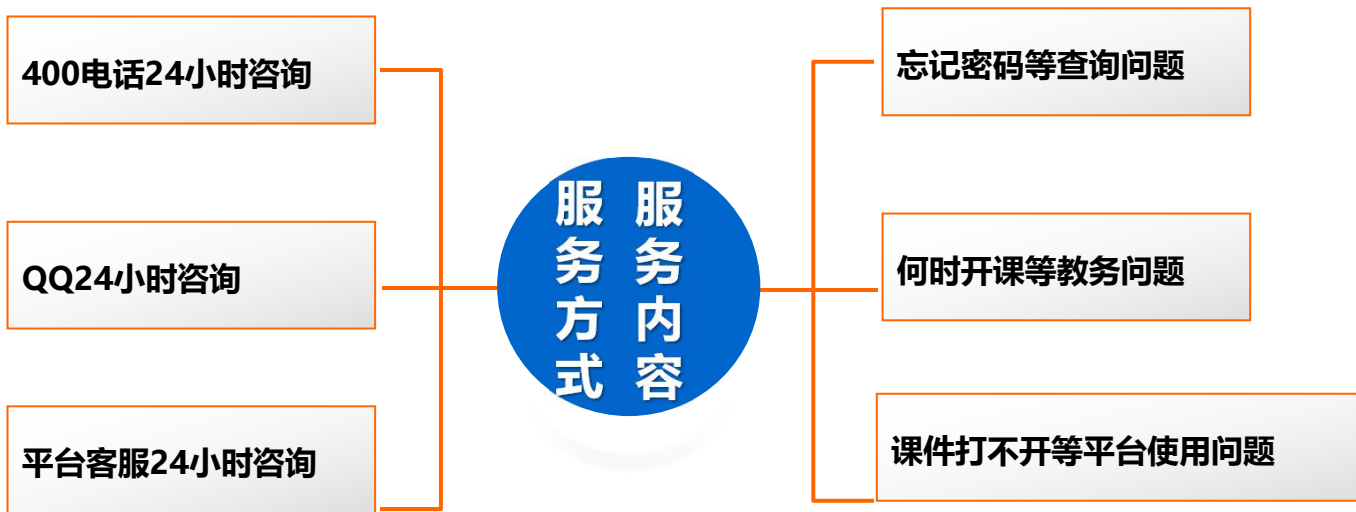 400电话24小时咨询
QQ24小时咨询
平台客服24小时咨询
服务方式
服务内容
忘记密码等查询问题
何时开课等教务问题
课件打不开等平台使用问题